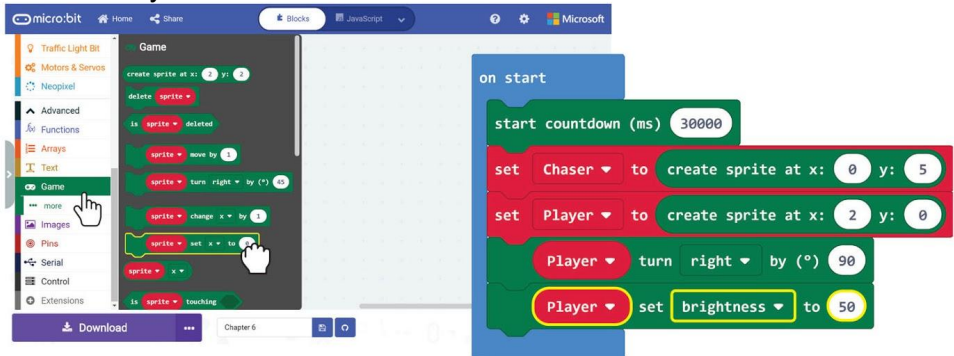 micro:bit Home Share Blocks JavaScript Microsoft
Traffic Light Bit
Motors & Servos
Neopixel
Advanced
Functions
Arrays
Text
Game
more
Images
Pins
Serial
Control
Extensions
Game
create sprite at x: 2 y: 2
delete sprite
is sprite deleted
sprite move by 1
sprite turn right by (°) 45
sprite change x by 1
sprite set x to
sprite x
is sprite touching
Download
Chapter 6
on start
start countdown (ms) 30000
set Chaser to create sprite at x: 0 y: 5
set Player to create sprite at x: 2 y: 0
Player turn right by (°) 90
Player set brightness to 50